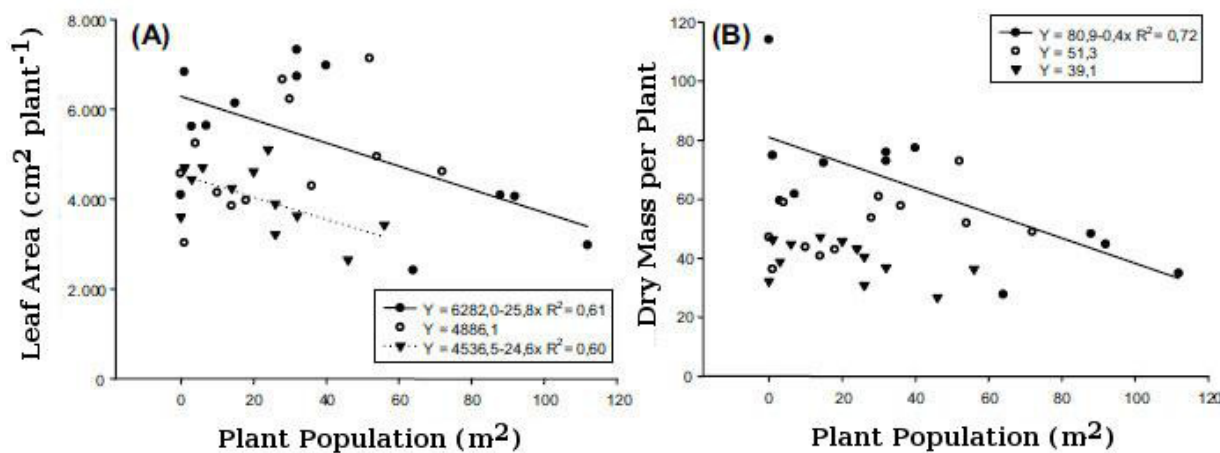 (A)
8.000
6.000
4.000
2.000
0
Leaf Area (cm² plant⁻¹)
Y = 6282,0-25,8x R² = 0,61
Y = 4886,1
Y = 4536,5-24,6x R² = 0,60
0 20 40 60 80 100 120
Plant Population (m²)
(B)
120
100
80
60
40
20
0
Dry Mass per Plant
Y = 80,9-0,4x R² = 0,72
Y = 51,3
Y = 39,1
0 20 40 60 80 100 120
Plant Population (m²)